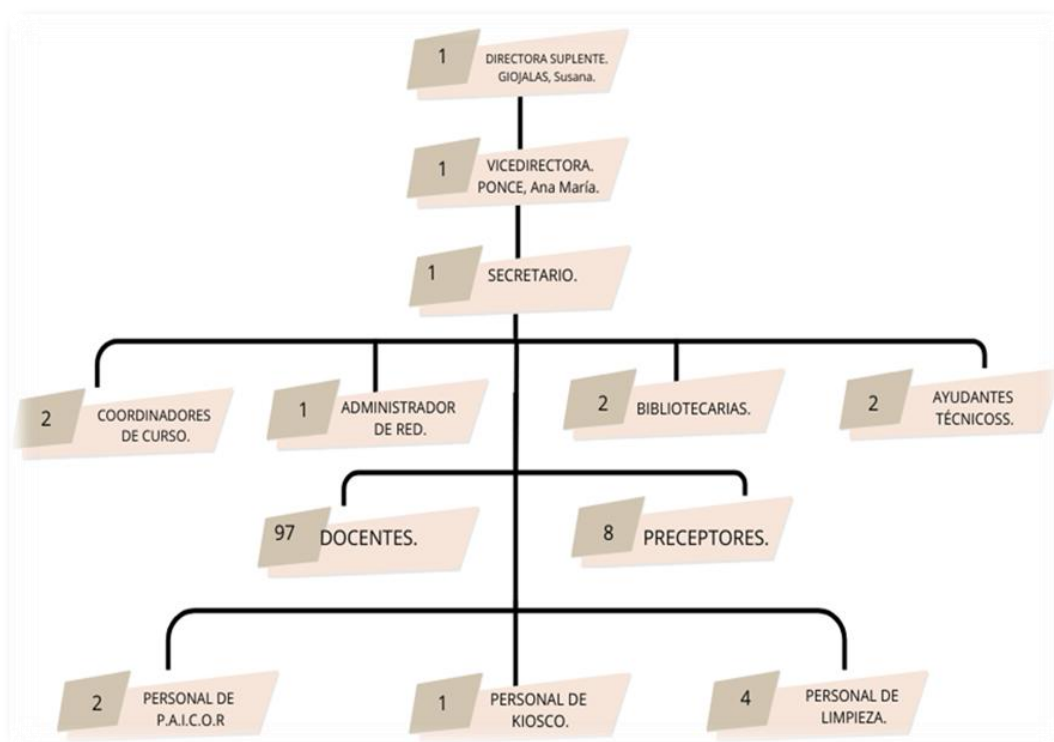 1
DIRECTORA SUPLENTE.
GIOJALAS, Susana.
1
VICEDIRECTORA.
PONCE, Ana María.
1
SECRETARIO.
2
COORDINADORES
DE CURSO.
1
ADMINISTRADOR
DE RED.
2
BIBLIOTECARIAS.
2
AYUDANTES
TÉCNICOSS.
97
DOCENTES.
8
PRECEPTORES.
2
PERSONAL DE
P.A.I.C.O.R
1
PERSONAL DE
KIOSCO.
4
PERSONAL DE
LIMPIEZA.